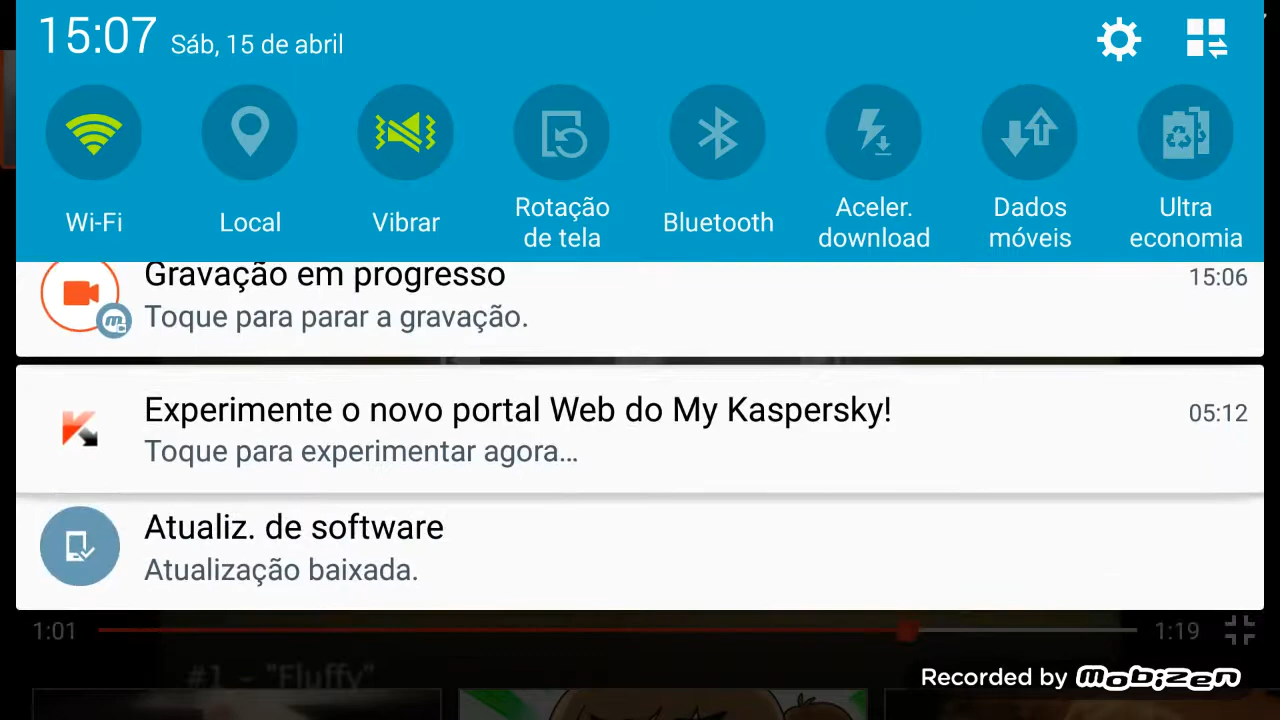 15:07 Sáb, 15 de abril
Wi-Fi
Local
Vibrar
Rotação
de tela
Bluetooth
Aceler.
download
Dados
móveis
Ultra
economia
Gravação em progresso
15:06
Toque para parar a gravação.
Experimente o novo portal Web do My Kaspersky!
05:12
Toque para experimentar agora...
Atualiz. de software
Atualização baixada.
1:01
1:19
#1 - "Fluffy"
Recorded by mobizen